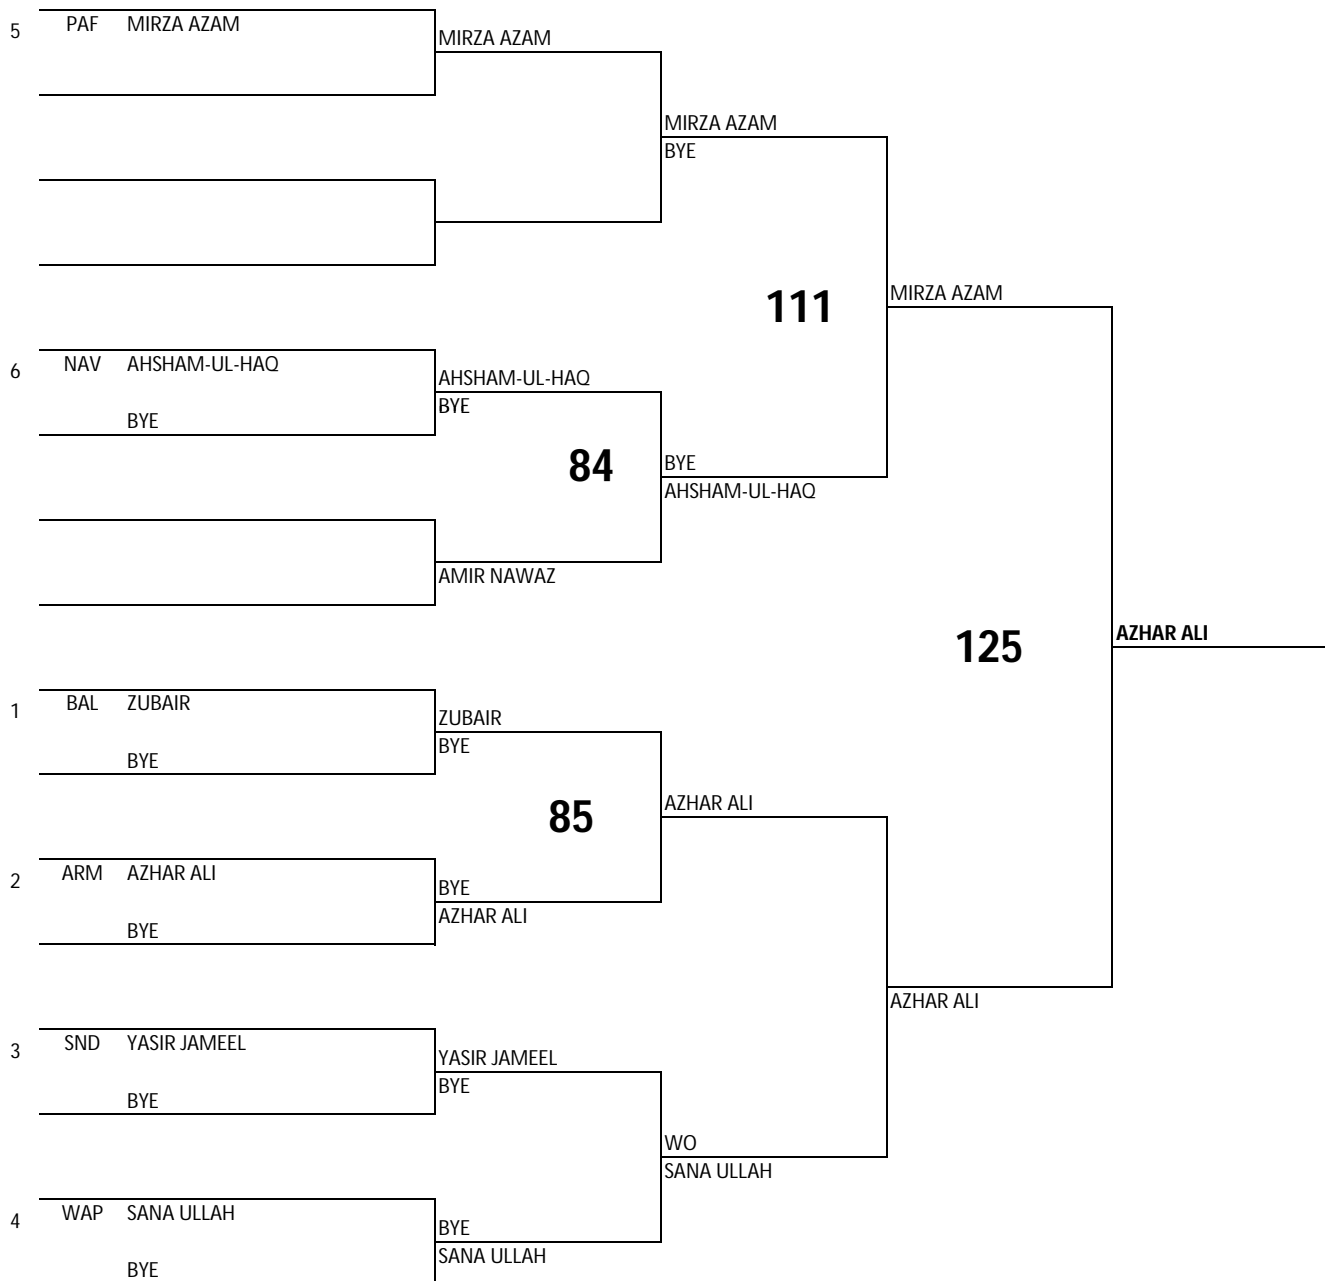 5 PAF MIRZA AZAM
MIRZA AZAM
MIRZA AZAM
BYE
111
MIRZA AZAM
6 NAV AHSHAM-UL-HAQ
BYE
AHSHAM-UL-HAQ
BYE
84
BYE
AHSHAM-UL-HAQ
AMIR NAWAZ
125
AZHAR ALI
1 BAL ZUBAIR
BYE
ZUBAIR
BYE
85
AZHAR ALI
2 ARM AZHAR ALI
BYE
BYE
AZHAR ALI
AZHAR ALI
3 SND YASIR JAMEEL
BYE
YASIR JAMEEL
BYE
WO
SANA ULLAH
4 WAP SANA ULLAH
BYE
BYE
SANA ULLAH